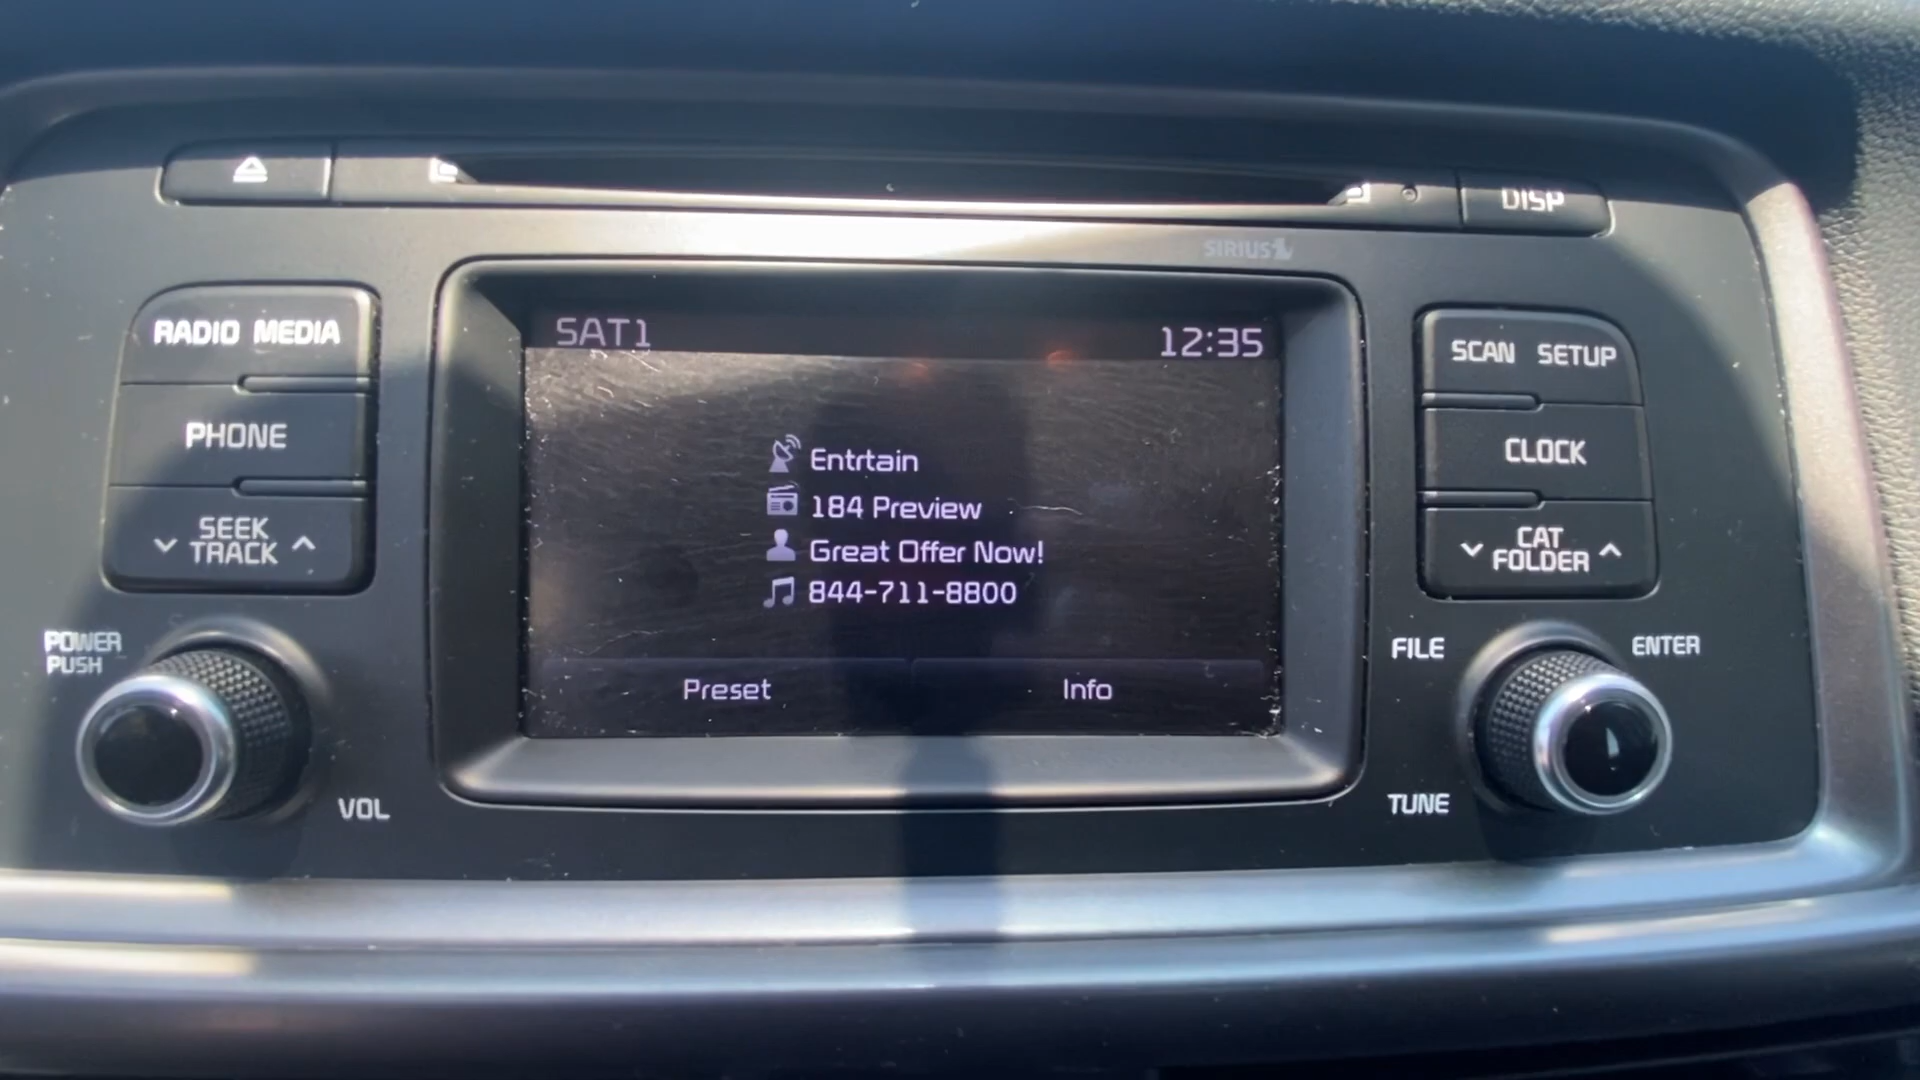 DISP
SIRIUS
RADIO MEDIA
PHONE
SEEK
TRACK
POWER
PUSH
VOL
SAT1
12:35
Entrtain
184 Preview
Great Offer Now!
844-711-8800
Preset
Info
SCAN SETUP
CLOCK
CAT
FOLDER
FILE
ENTER
TUNE